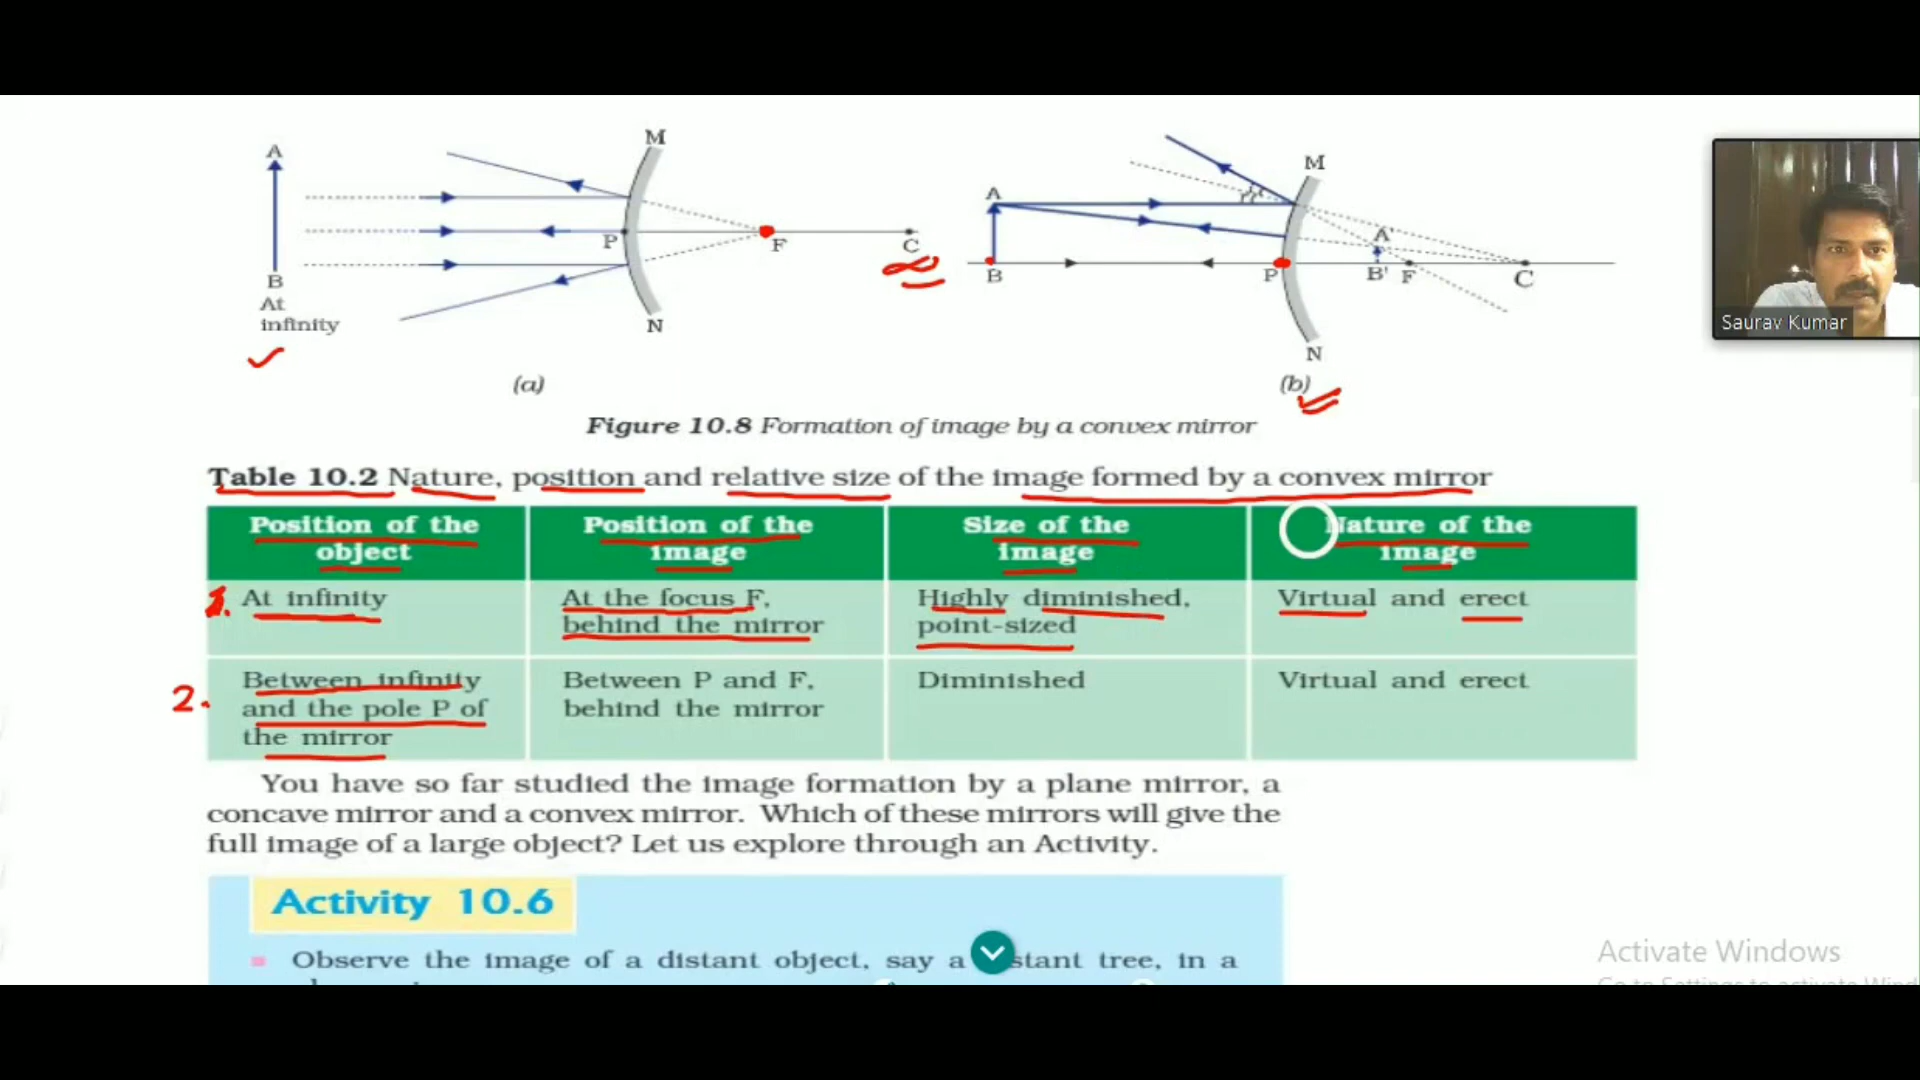 M
A
P
F
C
B
At
infinity
N
(a)
M
A
A'
B
P
B' F
C
N
(b)
Saurav Kumar
Figure 10.8 Formation of image by a convex mirror
Table 10.2 Nature, position and relative size of the image formed by a convex mirror
Position of the object
Position of the image
Size of the image
Nature of the image
1. At infinity
At the focus F, behind the mirror
Highly diminished, point-sized
Virtual and erect
2. Between infinity and the pole P of the mirror
Between P and F, behind the mirror
Diminished
Virtual and erect
You have so far studied the image formation by a plane mirror, a
concave mirror and a convex mirror. Which of these mirrors will give the
full image of a large object? Let us explore through an Activity.
Activity 10.6
Observe the image of a distant object, say a stant tree, in a
Activate Windows